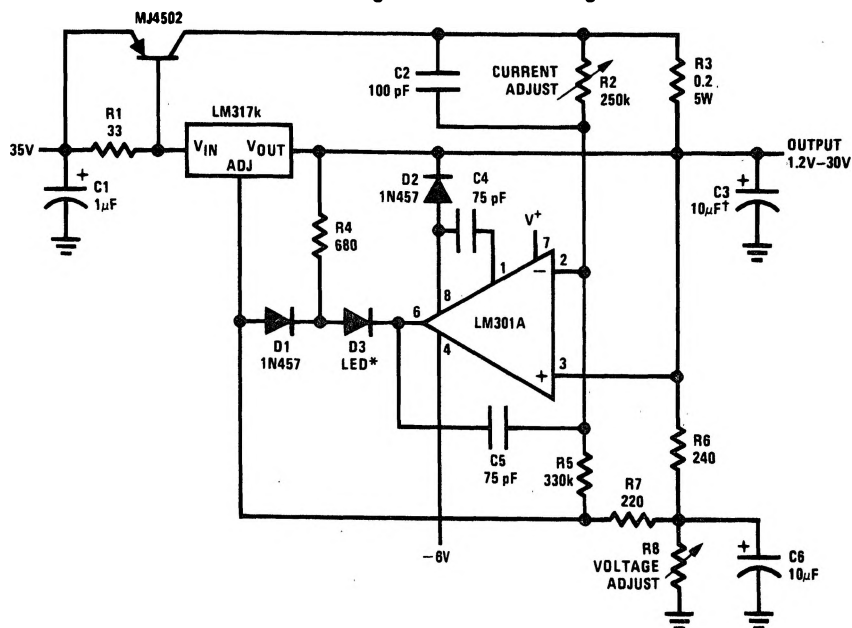 MJ4502
C2
100 pF
CURRENT
ADJUST
R2
250k
R3
0.2
5W
35V
R1
33
LM317k
VIN
VOUT
ADJ
C1
+
1µF
R4
680
D2
1N457
C4
75 pF
V+
7
1
2
−
8
6
LM301A
4
+
3
OUTPUT
1.2V–30V
+
C3
10µF†
D1
1N457
D3
LED*
C5
75 pF
R5
330k
R6
240
R7
220
−6V
R8
VOLTAGE
ADJUST
+
C6
10µF